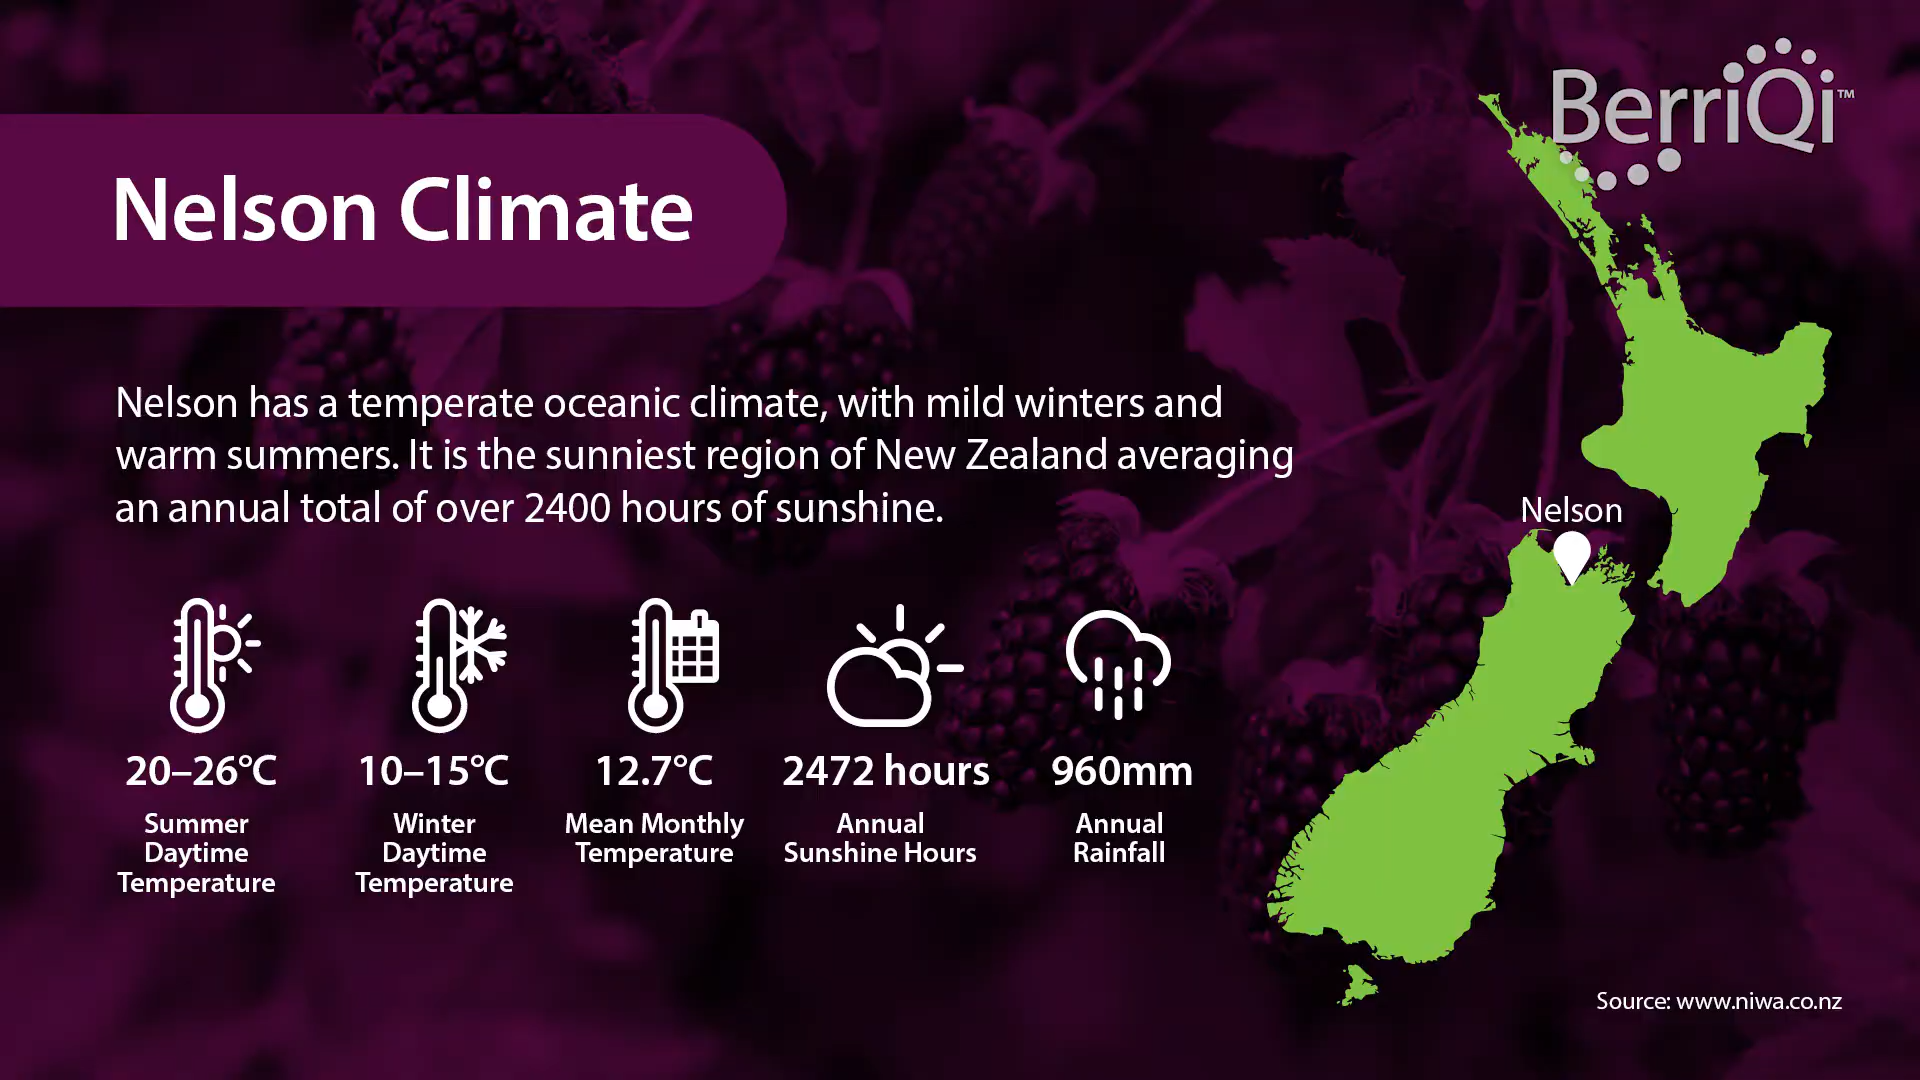 BerriQi™
Nelson Climate
Nelson has a temperate oceanic climate, with mild winters and
warm summers. It is the sunniest region of New Zealand averaging
an annual total of over 2400 hours of sunshine.
Nelson
20–26°C
Summer
Daytime
Temperature
10–15°C
Winter
Daytime
Temperature
12.7°C
Mean Monthly
Temperature
2472 hours
Annual
Sunshine Hours
960mm
Annual
Rainfall
Source: www.niwa.co.nz